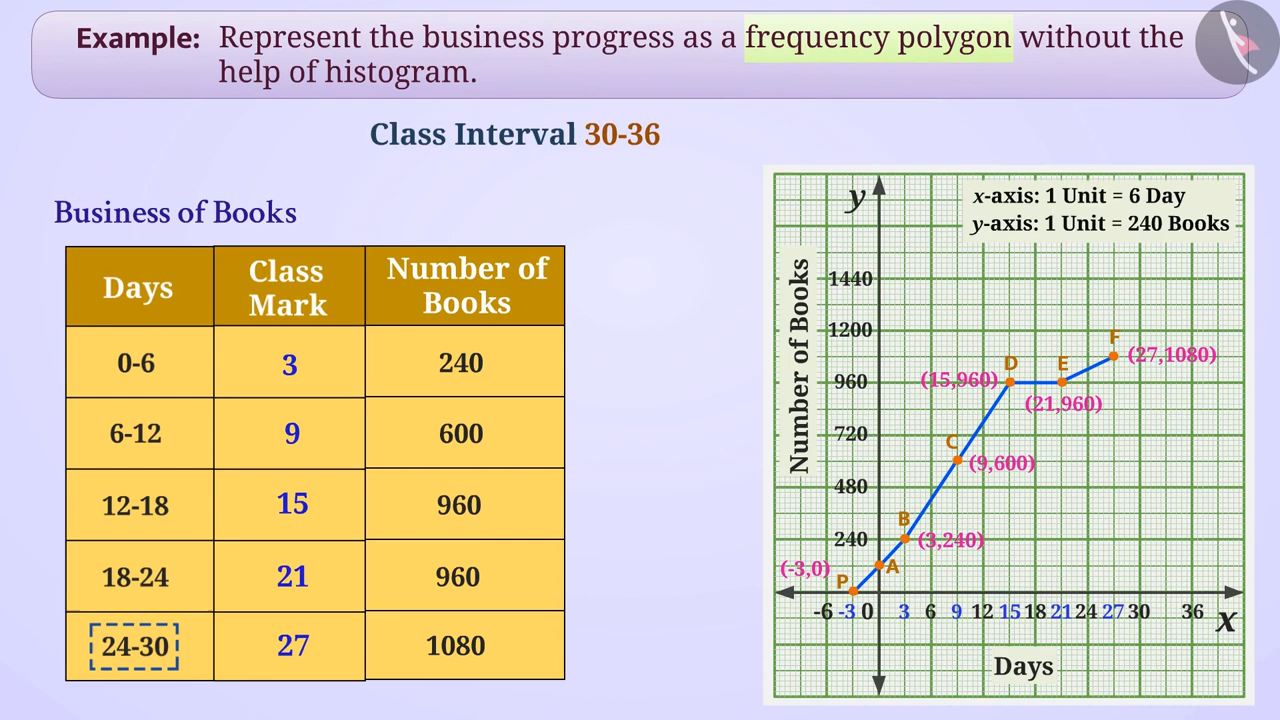 Example: Represent the business progress as a frequency polygon without the
help of histogram.
Class Interval 30-36
Business of Books
Days Class Mark Number of Books
0-6 3 240
6-12 9 600
12-18 15 960
18-24 21 960
24-30 27 1080
y
x-axis: 1 Unit = 6 Day
y-axis: 1 Unit = 240 Books
Number of Books
1440
1200
960
720
480
240
F
(27,1080)
D
E
(15,960)
(21,960)
C
(9,600)
B
(3,240)
(-3,0)
P
A
-6 -3 0 3 6 9 12 15 18 21 24 27 30 36
x
Days